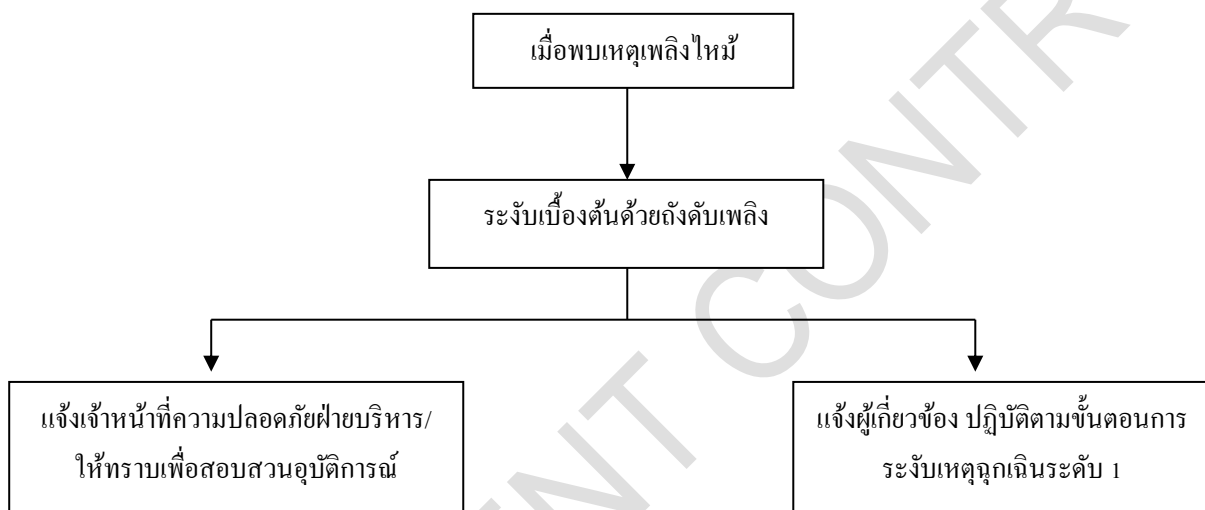 เมื่อพบเหตุเพลิงไหม้
ระงับเบื้องต้นด้วยถังดับเพลิง
แจ้งเจ้าหน้าที่ความปลอดภัยฝ่ายบริหาร/
ให้ทราบเพื่อสอบสวนอุบัติการณ์
แจ้งผู้เกี่ยวข้อง ปฏิบัติตามขั้นตอนการ
ระงับเหตุฉุกเฉินระดับ 1
NT CONTR